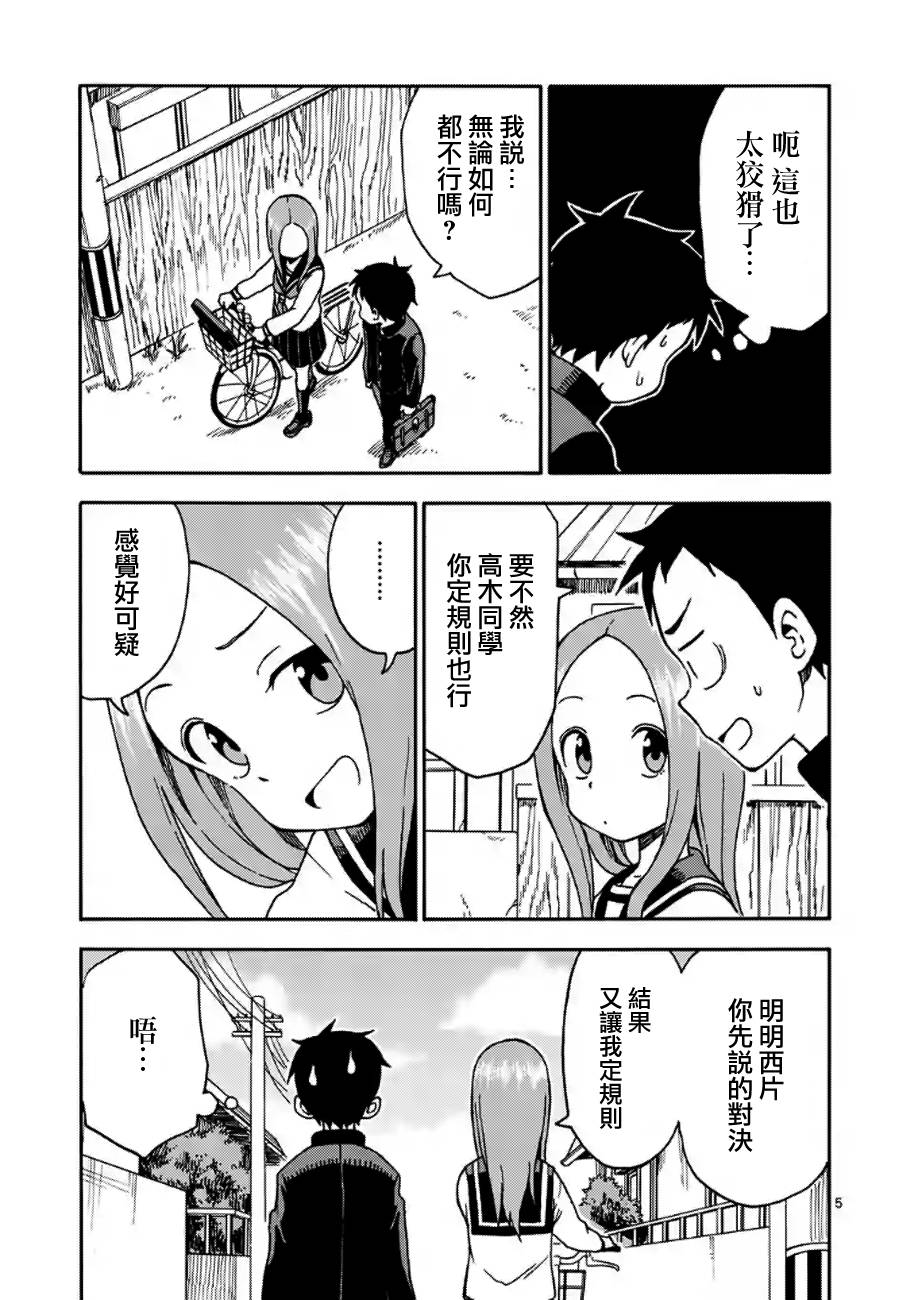 呃 這也
太狡猾了…
我説…
無論如何
都不行嗎?
要不然
高木同學
你定規則也行
………
感覺好可疑
明明西片
你先説的對決
結果
又讓我定規則
唔…
5